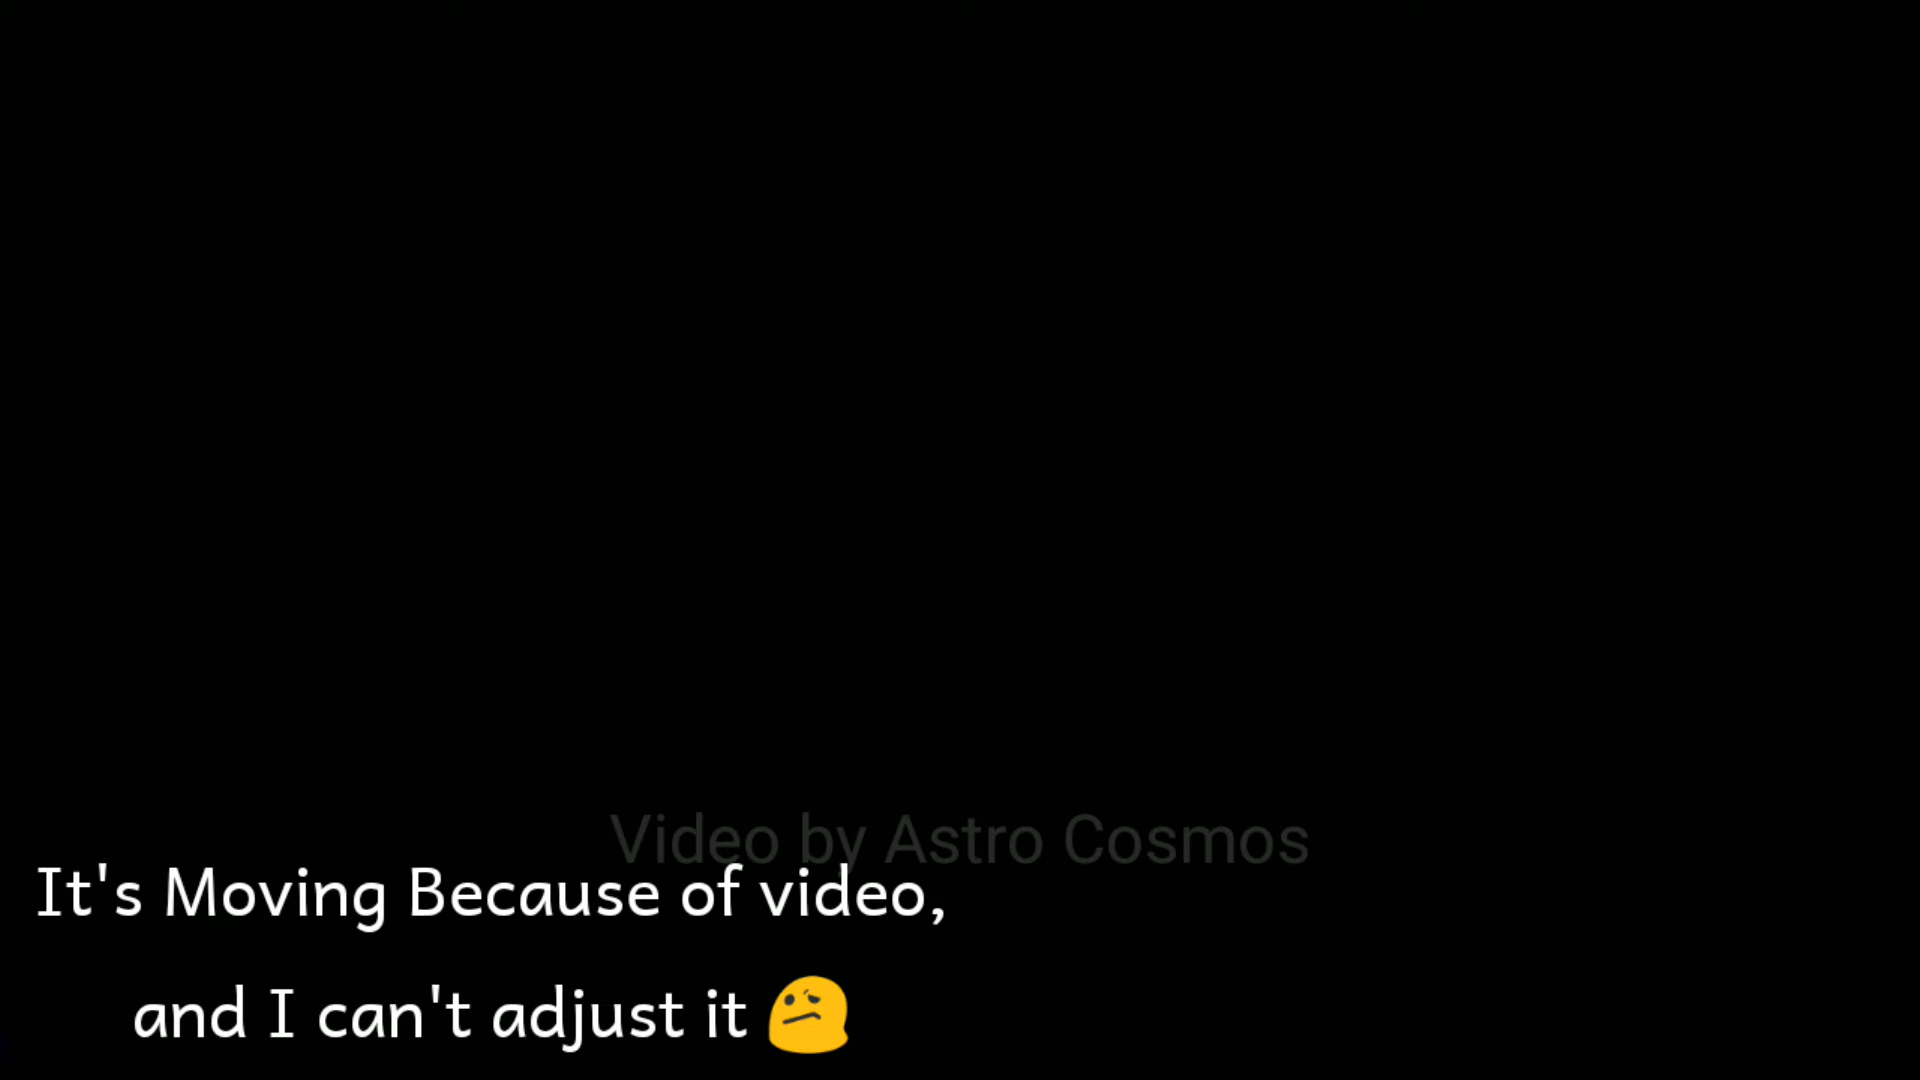 Video by Astro Cosmos
It's Moving Because of video,
and I can't adjust it 😕